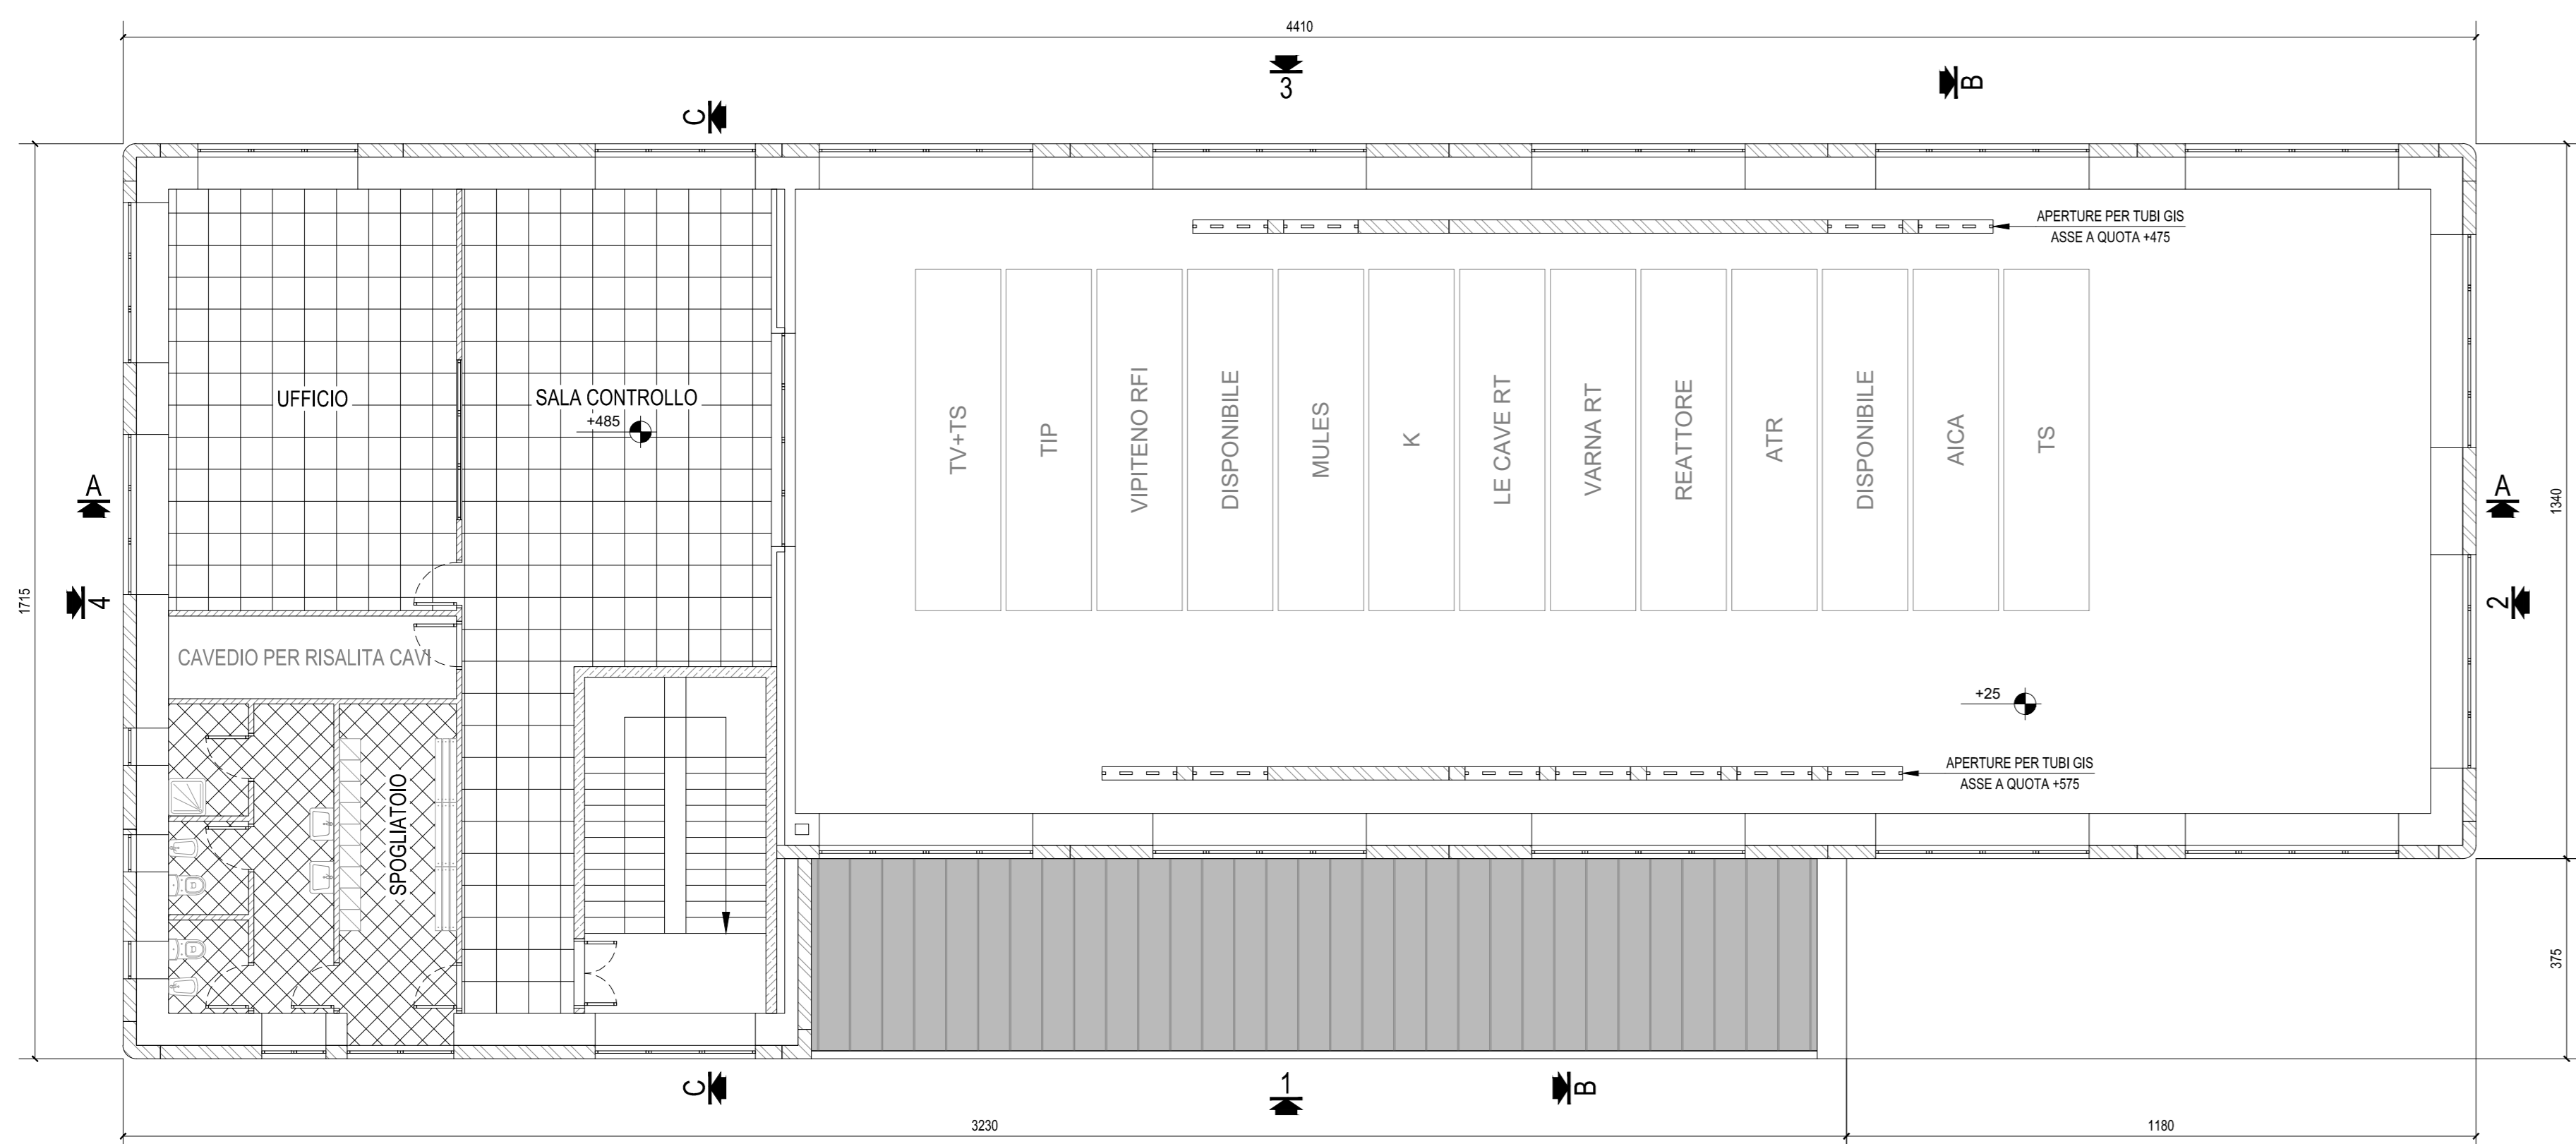 4410
3
B
C
APERTURE PER TUBI GIS
ASSE A QUOTA +475
UFFICIO
SALA CONTROLLO
+485
TV+TS
TIP
VIPITENO RFI
DISPONIBILE
MULES
K
LE CAVE RT
VARNA RT
REATTORE
ATR
DISPONIBILE
AICA
TS
A
A
1340
1715
4
2
CAVEDIO PER RISALITA CAVI
+25
APERTURE PER TUBI GIS
ASSE A QUOTA +575
SPOGLIATOIO
375
C
1
B
3230
1180